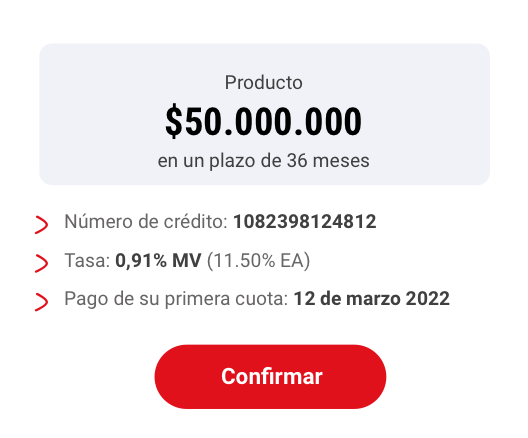 Producto
$50.000.000
en un plazo de 36 meses
Número de crédito: 1082398124812
Tasa: 0,91% MV (11.50% EA)
Pago de su primera cuota: 12 de marzo 2022
Confirmar